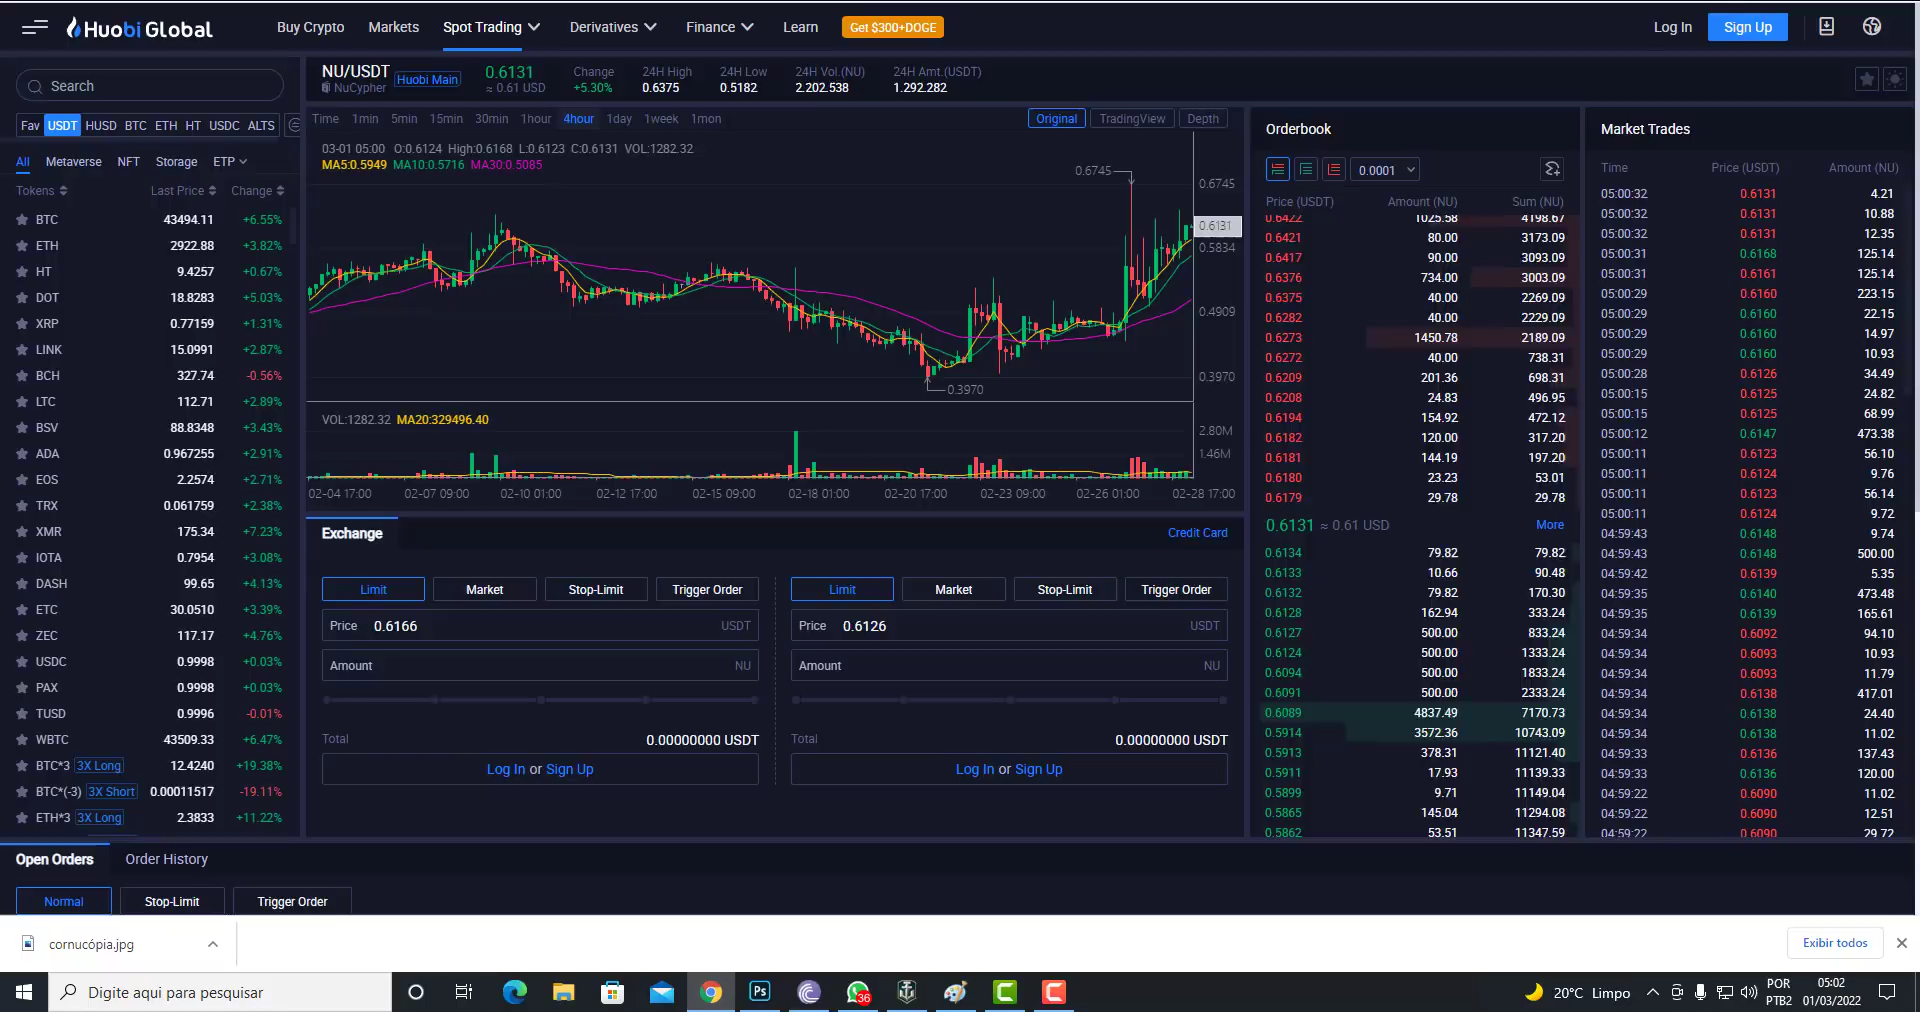 Huobi Global Buy Crypto Markets Spot Trading Derivatives Finance Learn Get $300+DOGE Log In Sign Up
Search
NU/USDT Huobi Main 0.6131 Change 24H High 24H Low 24H Vol.(NU) 24H Amt.(USDT)
NuCypher ≈ 0.61 USD +5.30% 0.6375 0.5182 2.202.538 1.292.282
Fav USDT HUSD BTC ETH HT USDC ALTS
All Metaverse NFT Storage ETP
Tokens Last Price Change
BTC 43494.11 +6.55%
ETH 2922.88 +3.82%
HT 9.4257 +0.67%
DOT 18.8283 +5.03%
XRP 0.77159 +1.31%
LINK 15.0991 +2.87%
BCH 327.74 -0.56%
LTC 112.71 +2.89%
BSV 88.8348 +3.43%
ADA 0.967255 +2.91%
EOS 2.2574 +2.71%
TRX 0.061759 +2.38%
XMR 175.34 +7.23%
IOTA 0.7954 +3.08%
DASH 99.65 +4.13%
ETC 30.0510 +3.39%
ZEC 117.17 +4.76%
USDC 0.9998 +0.03%
PAX 0.9998 +0.03%
TUSD 0.9996 -0.01%
WBTC 43509.33 +6.47%
BTC*3 3X Long 12.4240 +19.38%
BTC*(-3) 3X Short 0.00011517 -19.11%
ETH*3 3X Long 2.3833 +11.22%
Time 1min 5min 15min 30min 1hour 4hour 1day 1week 1mon Original TradingView Depth
03-01 05:00 O:0.6124 High:0.6168 L:0.6123 C:0.6131 VOL:1282.32
MA5:0.5949 MA10:0.5716 MA30:0.5085
0.6745
0.6745
0.6131
0.5834
0.4909
0.3970
0.3970
VOL:1282.32 MA20:329496.40
2.80M
1.46M
02-04 17:00 02-07 09:00 02-10 01:00 02-12 17:00 02-15 09:00 02-18 01:00 02-20 17:00 02-23 09:00 02-26 01:00 02-28 17:00
Exchange Credit Card
Limit Market Stop-Limit Trigger Order Limit Market Stop-Limit Trigger Order
Price 0.6166 USDT Price 0.6126 USDT
Amount NU Amount NU
Total 0.00000000 USDT Total 0.00000000 USDT
Log In or Sign Up Log In or Sign Up
Orderbook
0.0001
Price (USDT) Amount (NU) Sum (NU)
0.6422 1025.58 4198.67
0.6421 80.00 3173.09
0.6417 90.00 3093.09
0.6376 734.00 3003.09
0.6375 40.00 2269.09
0.6282 40.00 2229.09
0.6273 1450.78 2189.09
0.6272 40.00 738.31
0.6209 201.36 698.31
0.6208 24.83 496.95
0.6194 154.92 472.12
0.6182 120.00 317.20
0.6181 144.19 197.20
0.6180 23.23 53.01
0.6179 29.78 29.78
0.6131 ≈ 0.61 USD More
0.6134 79.82 79.82
0.6133 10.66 90.48
0.6132 79.82 170.30
0.6128 162.94 333.24
0.6127 500.00 833.24
0.6124 500.00 1333.24
0.6094 500.00 1833.24
0.6091 500.00 2333.24
0.6089 4837.49 7170.73
0.5914 3572.36 10743.09
0.5913 378.31 11121.40
0.5911 17.93 11139.33
0.5899 9.71 11149.04
0.5865 145.04 11294.08
0.5862 53.51 11347.59
Market Trades
Time Price (USDT) Amount (NU)
05:00:32 0.6131 4.21
05:00:32 0.6131 10.88
05:00:32 0.6131 12.35
05:00:31 0.6168 125.14
05:00:31 0.6161 125.14
05:00:29 0.6160 223.15
05:00:29 0.6160 22.15
05:00:29 0.6160 14.97
05:00:29 0.6160 10.93
05:00:28 0.6126 34.49
05:00:15 0.6125 24.82
05:00:15 0.6125 68.99
05:00:12 0.6147 473.38
05:00:11 0.6123 56.10
05:00:11 0.6124 9.76
05:00:11 0.6123 56.14
05:00:11 0.6124 9.72
04:59:43 0.6148 9.74
04:59:43 0.6148 500.00
04:59:42 0.6139 5.35
04:59:35 0.6140 473.48
04:59:35 0.6139 165.61
04:59:34 0.6092 94.10
04:59:34 0.6093 10.93
04:59:34 0.6093 11.79
04:59:34 0.6138 417.01
04:59:34 0.6138 24.40
04:59:34 0.6138 11.02
04:59:33 0.6136 137.43
04:59:33 0.6136 120.00
04:59:22 0.6090 11.02
04:59:22 0.6090 12.51
04:59:22 0.6090 29.72
Open Orders Order History
Normal Stop-Limit Trigger Order
cornucópia.jpg Exibir todos
Digite aqui para pesquisar Ps 36 20°C Limpo POR 05:02
PTB2 01/03/2022